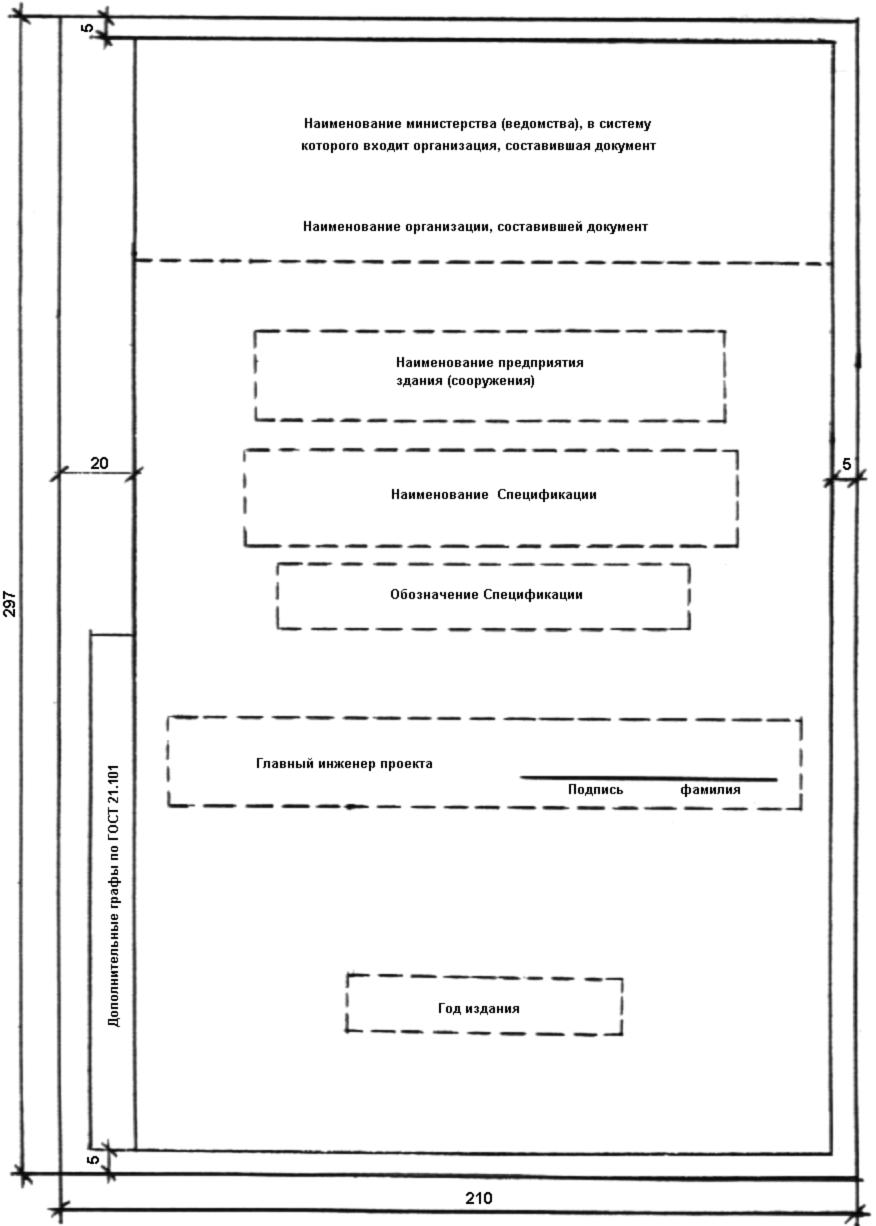 5
Наименование министерства (ведомства), в систему
которого входит организация, составившая документ
Наименование организации, составившей документ
Наименование предприятия
здания (сооружения)
20
5
Наименование Спецификации
Обозначение Спецификации
297
Главный инженер проекта
Подпись фамилия
Дополнительные графы по ГОСТ 21.101
Год издания
5
210